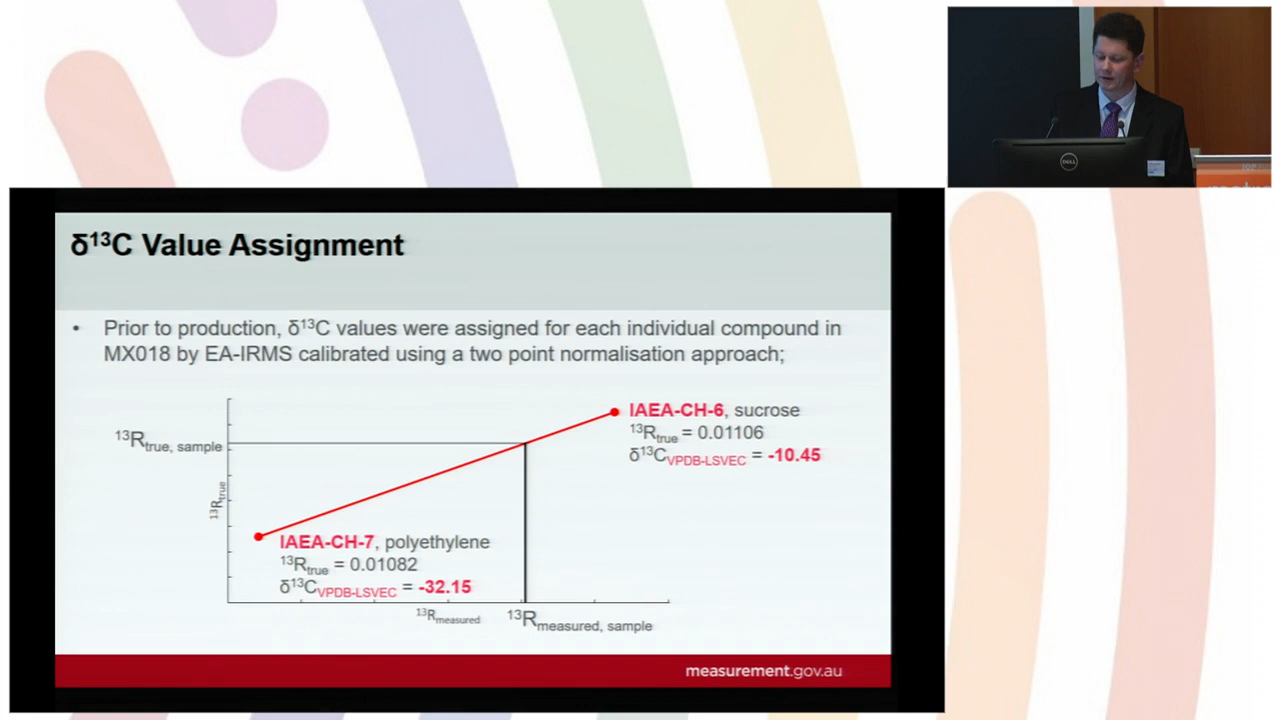 δ¹³C Value Assignment
• Prior to production, δ¹³C values were assigned for each individual compound in
MX018 by EA-IRMS calibrated using a two point normalisation approach;
IAEA-CH-6, sucrose
¹³Rtrue = 0.01106
δ¹³CVPDB-LSVEC = -10.45
¹³Rtrue, sample
¹³Rtrue
IAEA-CH-7, polyethylene
¹³Rtrue = 0.01082
δ¹³CVPDB-LSVEC = -32.15
¹³Rmeasured
¹³Rmeasured, sample
measurement.gov.au
DELL